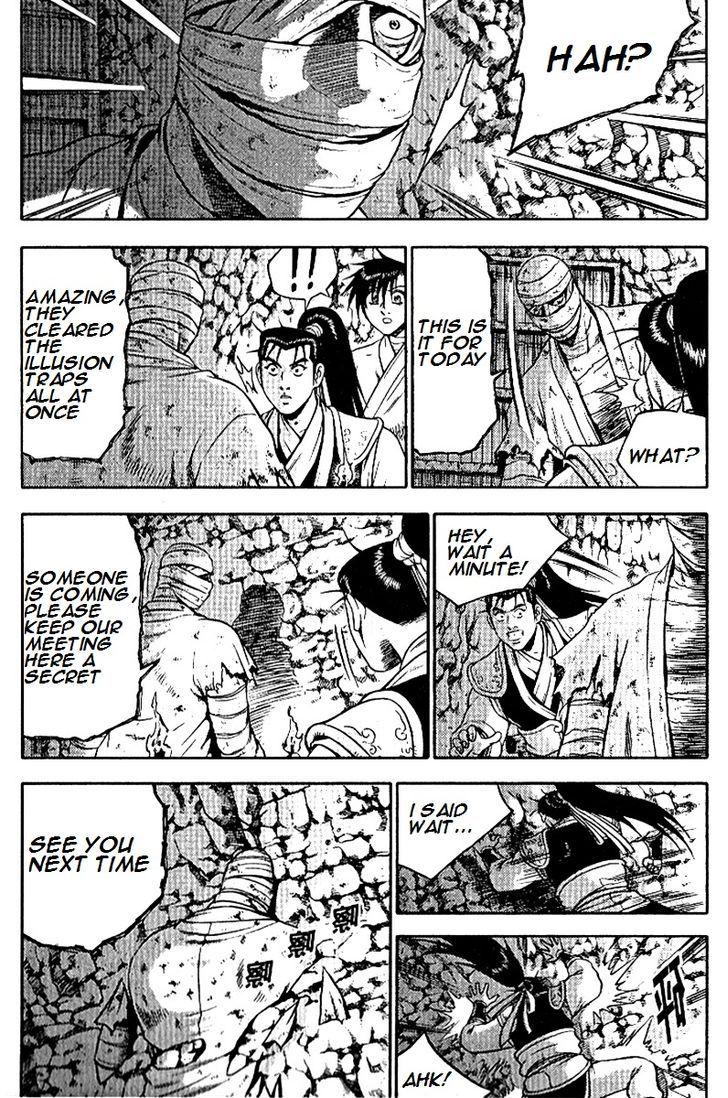 HAH?
THIS IS
IT FOR
TODAY
WHAT?
!!
AMAZING,
THEY
CLEARED
THE
ILLUSION
TRAPS
ALL AT
ONCE
HEY,
WAIT A
MINUTE!
SOMEONE
IS COMING,
PLEASE
KEEP OUR
MEETING
HERE A
SECRET
I SAID
WAIT...
AHK!
SEE YOU
NEXT TIME